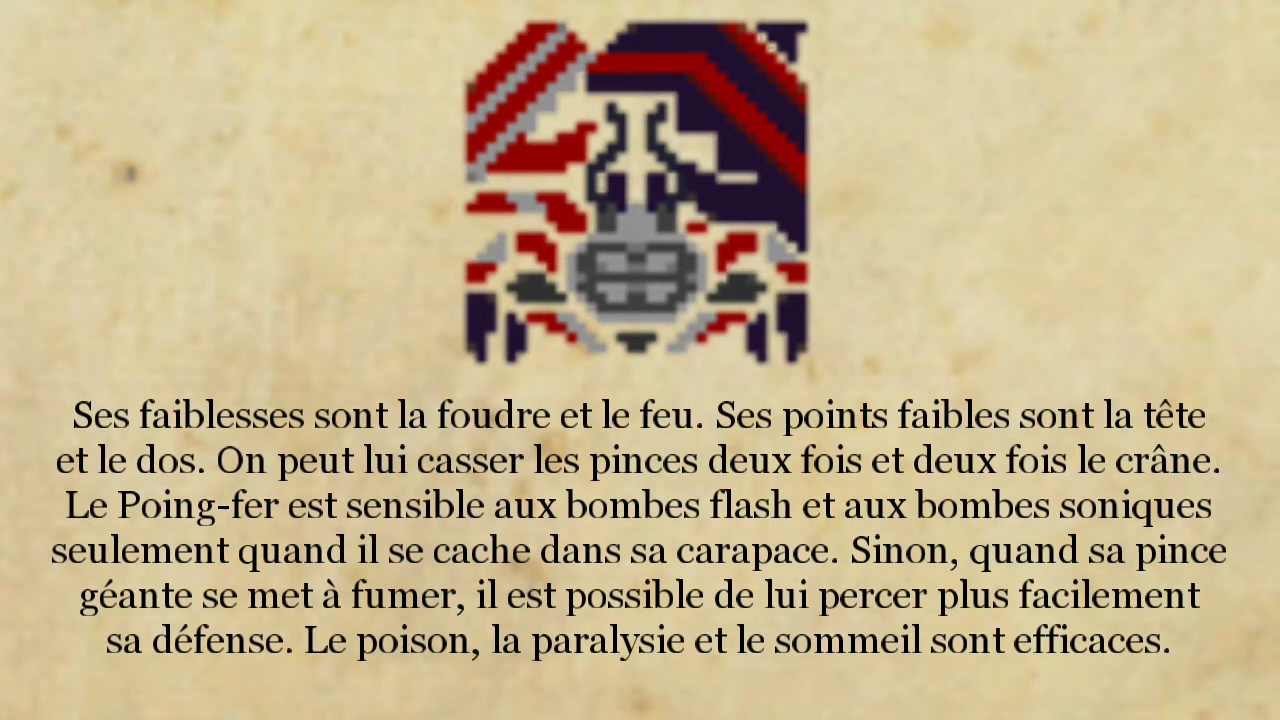 Ses faiblesses sont la foudre et le feu. Ses points faibles sont la tête
et le dos. On peut lui casser les pinces deux fois et deux fois le crâne.
Le Poing-fer est sensible aux bombes flash et aux bombes soniques
seulement quand il se cache dans sa carapace. Sinon, quand sa pince
géante se met à fumer, il est possible de lui percer plus facilement
sa défense. Le poison, la paralysie et le sommeil sont efficaces.